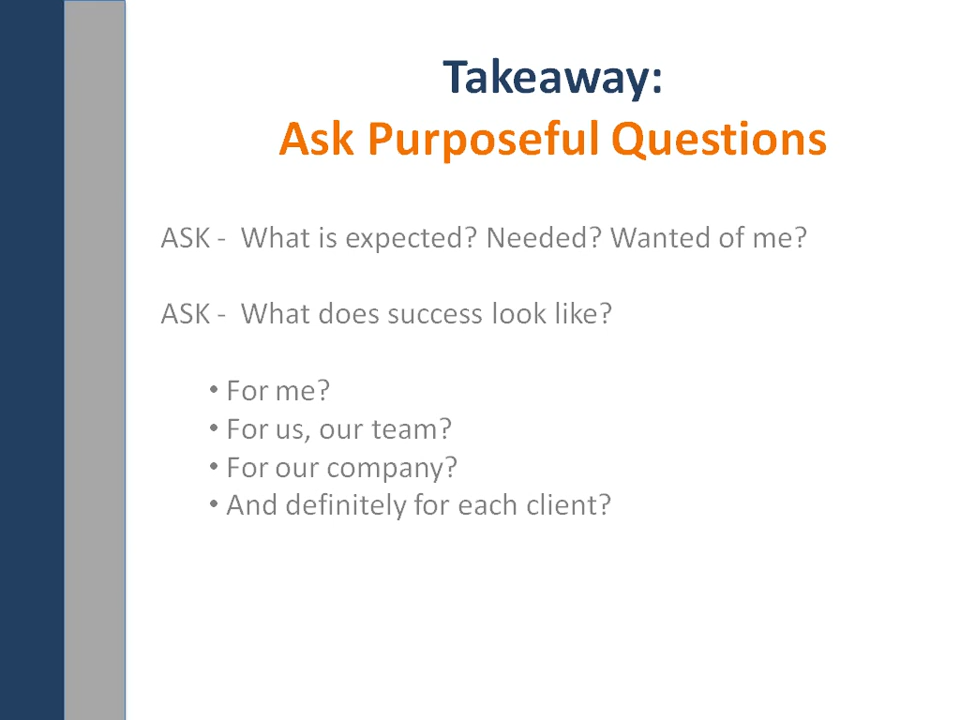 Takeaway:
Ask Purposeful Questions
ASK -  What is expected? Needed? Wanted of me?
ASK -  What does success look like?
• For me?
• For us, our team?
• For our company?
• And definitely for each client?